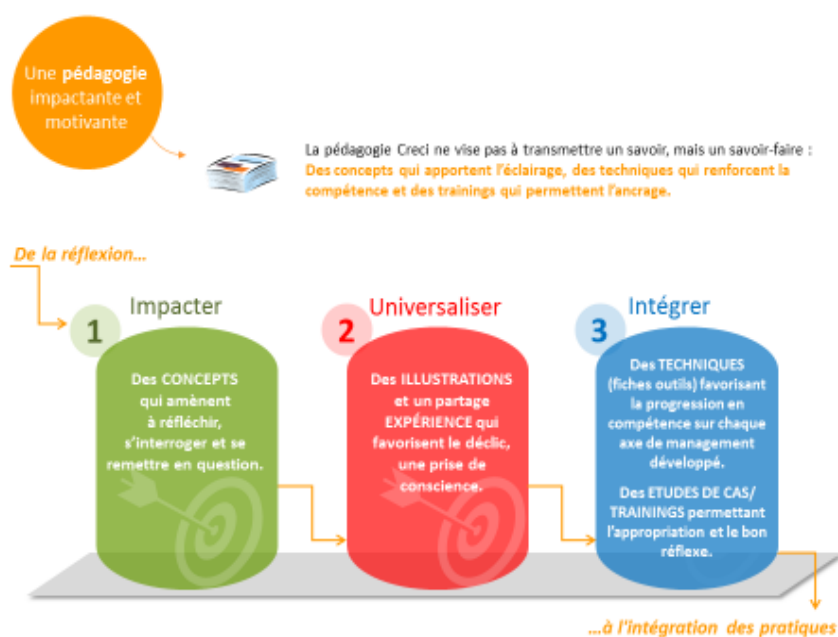 Une pédagogie
impactante et
motivante
La pédagogie Creci ne vise pas à transmettre un savoir, mais un savoir-faire :
Des concepts qui apportent l'éclairage, des techniques qui renforcent la
compétence et des trainings qui permettent l'ancrage.
De la réflexion...
1
Impacter
Des CONCEPTS
qui amènent
à réfléchir,
s'interroger et se
remettre en question.
2
Universaliser
Des ILLUSTRATIONS
et un partage
EXPÉRIENCE qui
favorisent le déclic,
une prise de
conscience.
3
Intégrer
Des TECHNIQUES
(fiches outils) favorisant
la progression en
compétence sur chaque
axe de management
développé.
Des ETUDES DE CAS/
TRAININGS permettant
l'appropriation et le bon
réflexe.
...à l'intégration des pratiques